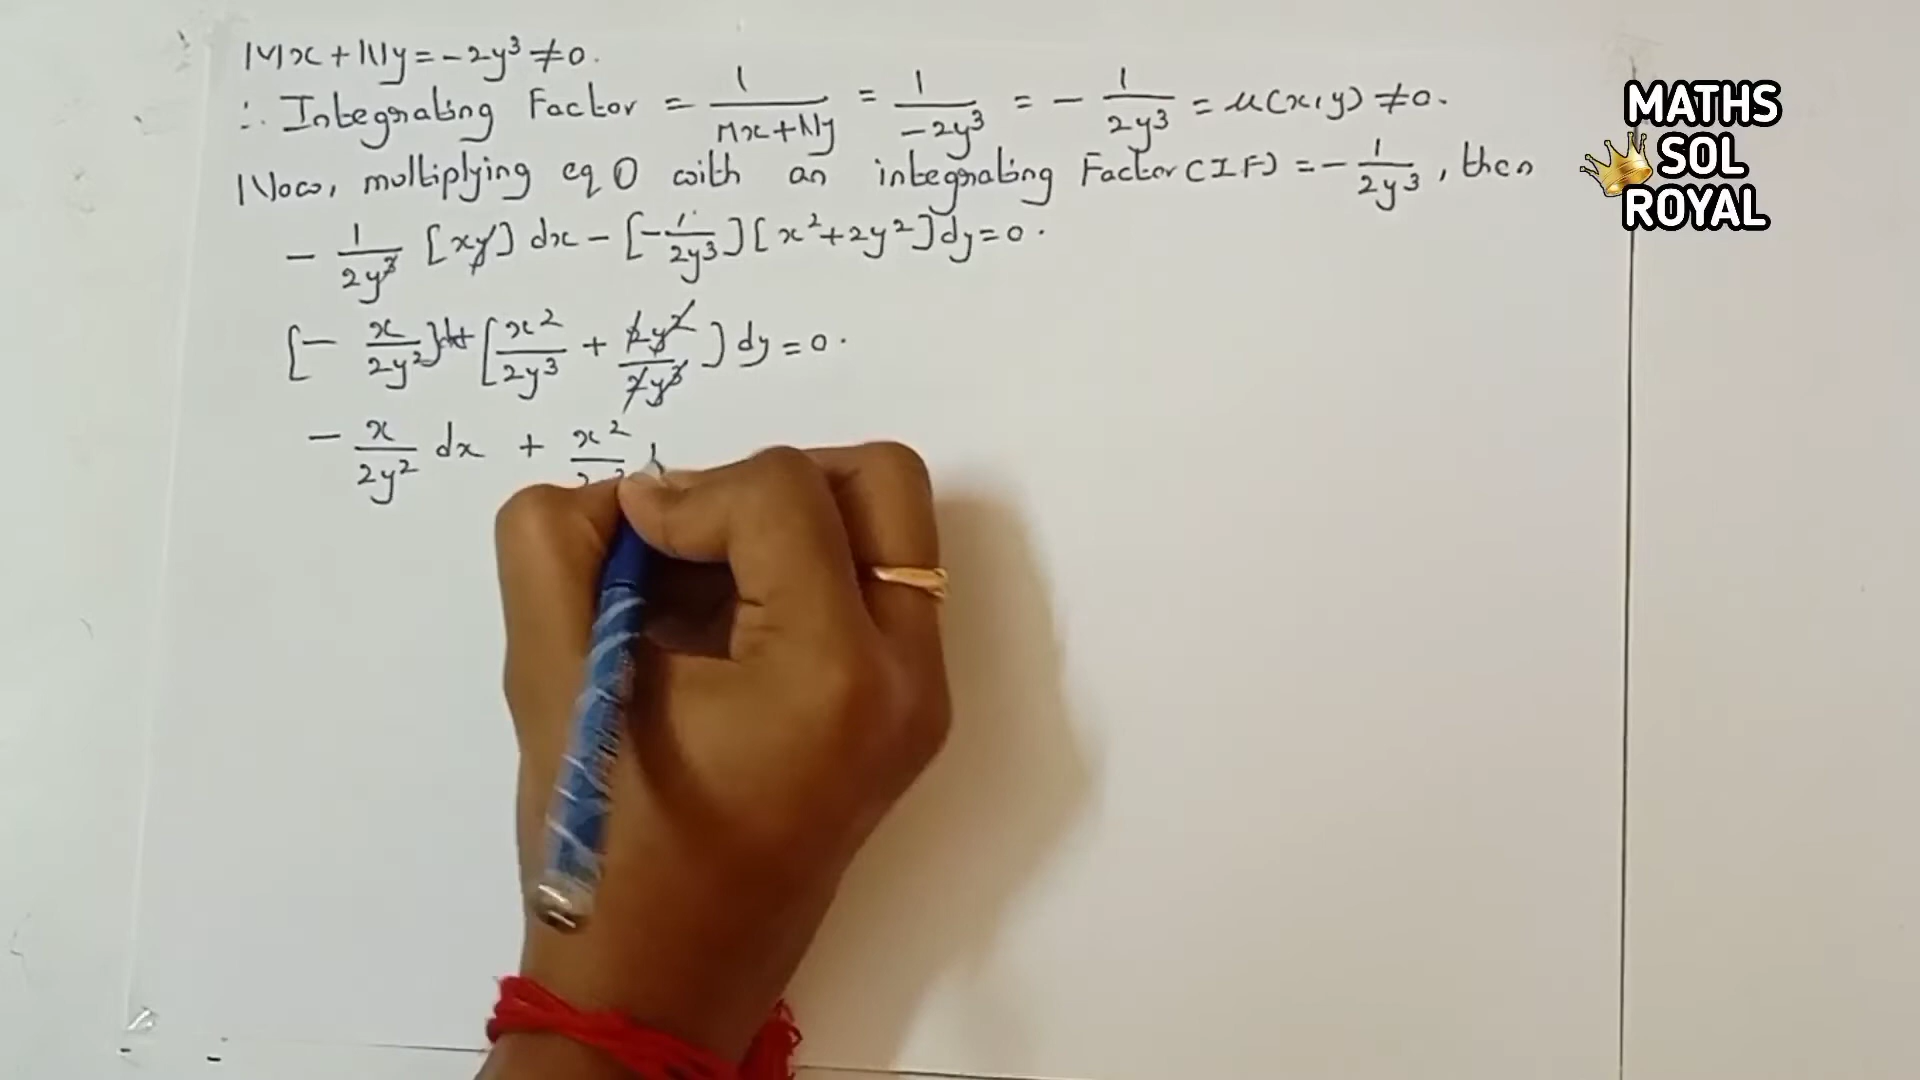 Mx + Ny = -2y³ ≠ 0.
∴ Integrating Factor = 1/(Mx+Ny) = 1/(-2y³) = - 1/(2y³) = μ(x,y) ≠ 0.
Now, multiplying eq ① with an integrating Factor (IF) = - 1/(2y³), then
- 1/(2y³) [xy] dx - [-1/(2y³)] [x²+2y²] dy = 0.
[- x/(2y²)] dx + [x²/(2y³) + 2y²/(2y³)] dy = 0.
- x/(2y²) dx + x²/
MATHS
SOL
ROYAL